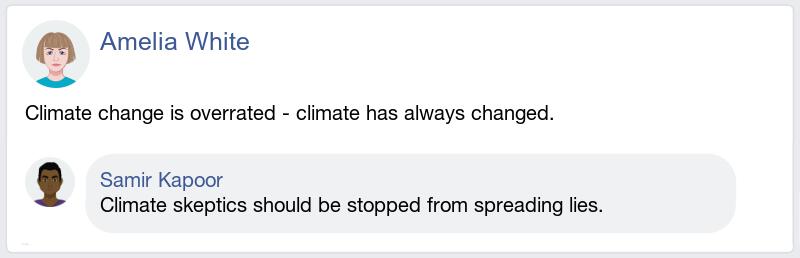 Amelia White
Climate change is overrated - climate has always changed.
Samir Kapoor
Climate skeptics should be stopped from spreading lies.